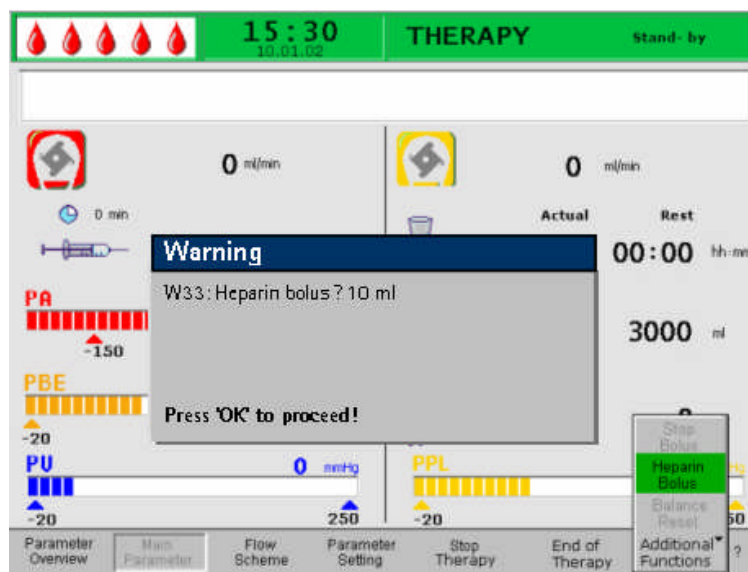 15:30
10.01.02
THERAPY
Stand-by
0 ml/min
0 ml/min
0 min
Actual Rest
00:00 hh:mm
Warning
W33: Heparin bolus? 10 ml
Press 'OK' to proceed!
PA
-150
3000 ml
PBE
-20
PV 0 mmHg
-20 250
PPL
-20 50
Stop
Bolus
Heparin
Bolus
Balance
Reset
Additional
Functions
Parameter
Overview
Main
Parameter
Flow
Scheme
Parameter
Setting
Stop
Therapy
End of
Therapy
?